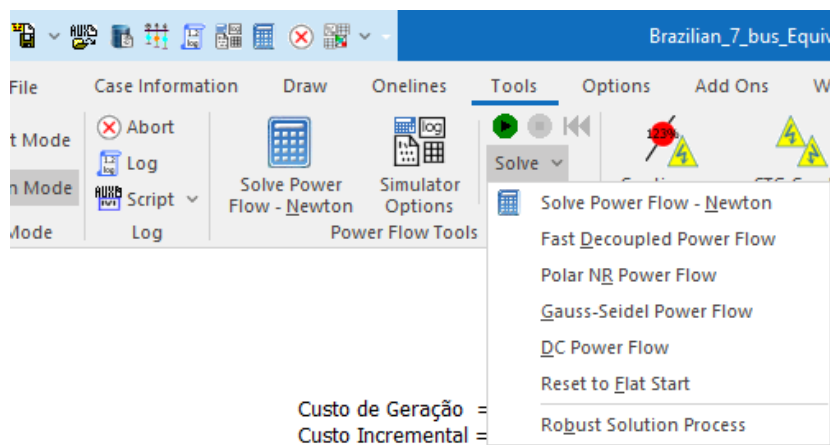 Brazilian_7_bus_Equiv
File Case Information Draw Onelines Tools Options Add Ons W
t Mode Abort
Log
n Mode Script
Solve Power Flow - Newton
Simulator Options
Solve
123%
Mode Log Power Flow Tools
Solve Power Flow - Newton
Fast Decoupled Power Flow
Polar NR Power Flow
Gauss-Seidel Power Flow
DC Power Flow
Reset to Flat Start
Robust Solution Process
Custo de Geração =
Custo Incremental =